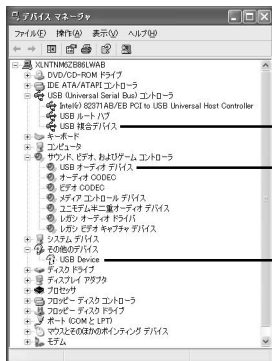 デバイス マネージャ
ファイル(F) 操作(A) 表示(V) ヘルプ(H)
XLNTNM6ZB86LWAB
DVD/CD-ROM ドライブ
IDE ATA/ATAPI コントローラ
USB (Universal Serial Bus) コントローラ
Intel(r) 82371AB/EB PCI to USB Universal Host Controller
USB ルート ハブ
USB 複合デバイス
キーボード
コンピュータ
サウンド、ビデオ、およびゲーム コントローラ
USB オーディオ デバイス
オーディオ CODEC
ビデオ CODEC
メディア コントロール デバイス
ユニモデム半二重オーディオ デバイス
レガシ オーディオ ドライバ
レガシ ビデオ キャプチャ デバイス
システム デバイス
その他のデバイス
USB Device
ディスク ドライブ
ディスプレイ アダプタ
プロセッサ
フロッピー ディスク コントローラ
フロッピー ディスク ドライブ
ポート (COM と LPT)
マウスとそのほかのポインティング デバイス
モデム